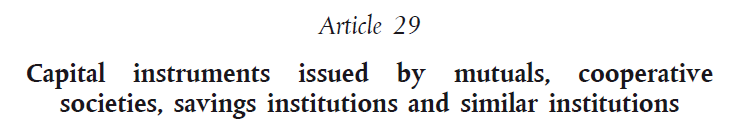 Article 29
Capital instruments issued by mutuals, cooperative
societies, savings institutions and similar institutions